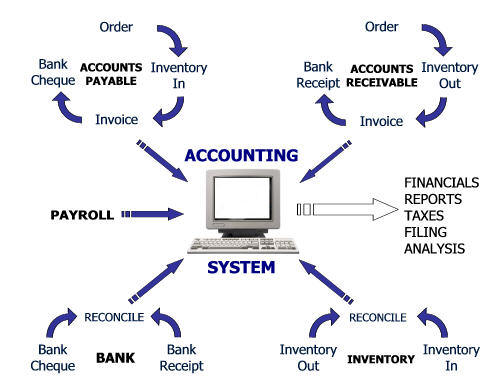 Order
Bank
Cheque
ACCOUNTS
PAYABLE
Inventory
In
Invoice
Order
Bank
Receipt
ACCOUNTS
RECEIVABLE
Inventory
Out
Invoice
ACCOUNTING
PAYROLL
FINANCIALS
REPORTS
TAXES
FILING
ANALYSIS
SYSTEM
RECONCILE
Bank
Cheque
BANK
Bank
Receipt
RECONCILE
Inventory
Out
INVENTORY
Inventory
In